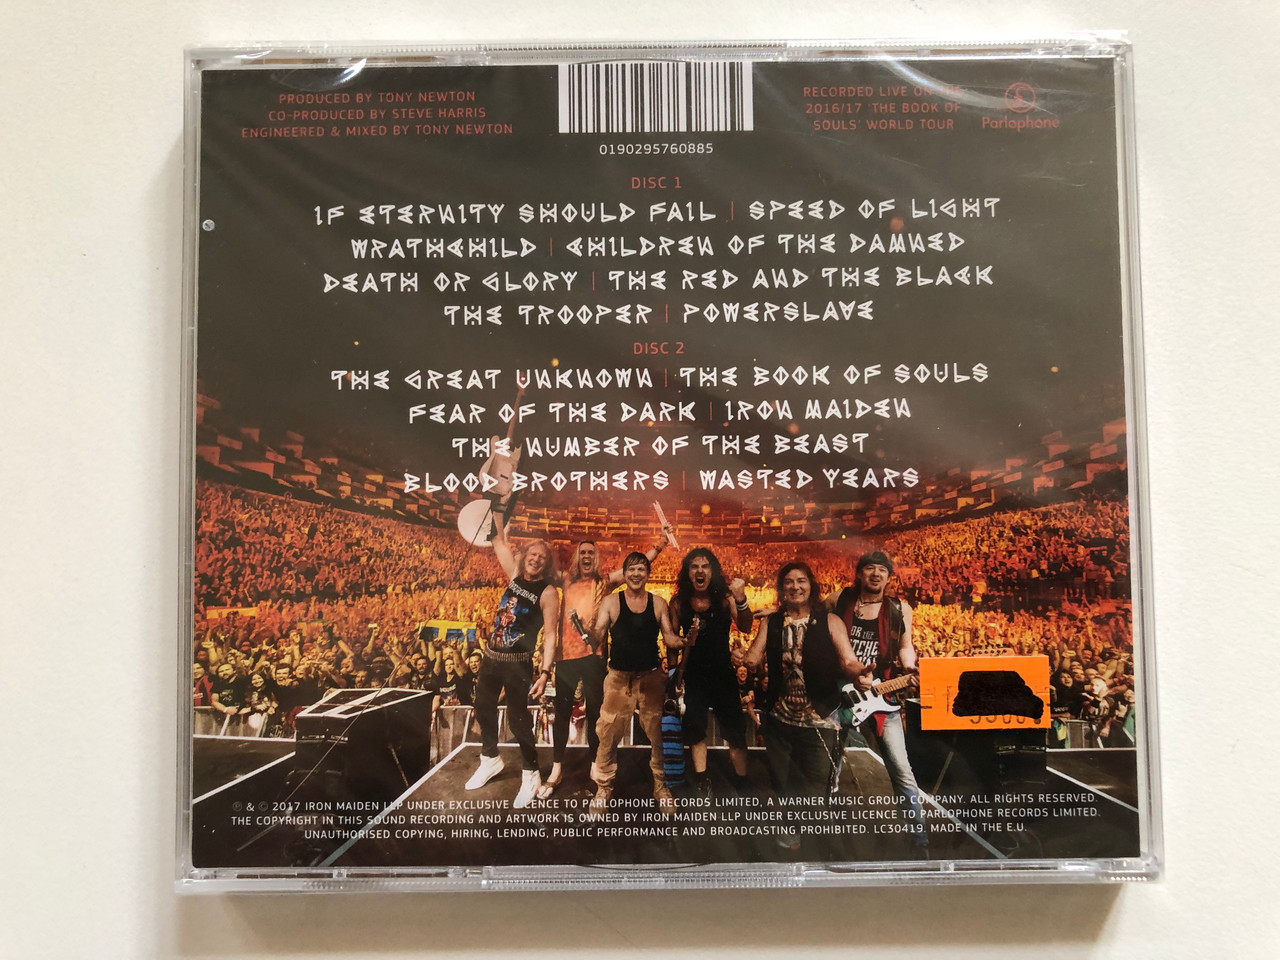 PRODUCED BY TONY NEWTON
CO-PRODUCED BY STEVE HARRIS
ENGINEERED & MIXED BY TONY NEWTON
0190295760885
RECORDED LIVE ON THE
2016/17 'THE BOOK OF
SOULS' WORLD TOUR
Parlophone
DISC 1
IF ETERNITY SHOULD FAIL | SPEED OF LIGHT
WRATHCHILD | CHILDREN OF THE DAMNED
DEATH OR GLORY | THE RED AND THE BLACK
THE TROOPER | POWERSLAVE
DISC 2
THE GREAT UNKNOWN | THE BOOK OF SOULS
FEAR OF THE DARK | IRON MAIDEN
THE NUMBER OF THE BEAST
BLOOD BROTHERS | WASTED YEARS
℗ & © 2017 IRON MAIDEN LLP UNDER EXCLUSIVE LICENCE TO PARLOPHONE RECORDS LIMITED, A WARNER MUSIC GROUP COMPANY. ALL RIGHTS RESERVED.
THE COPYRIGHT IN THIS SOUND RECORDING AND ARTWORK IS OWNED BY IRON MAIDEN LLP UNDER EXCLUSIVE LICENCE TO PARLOPHONE RECORDS LIMITED.
UNAUTHORISED COPYING, HIRING, LENDING, PUBLIC PERFORMANCE AND BROADCASTING PROHIBITED. LC30419. MADE IN THE E.U.